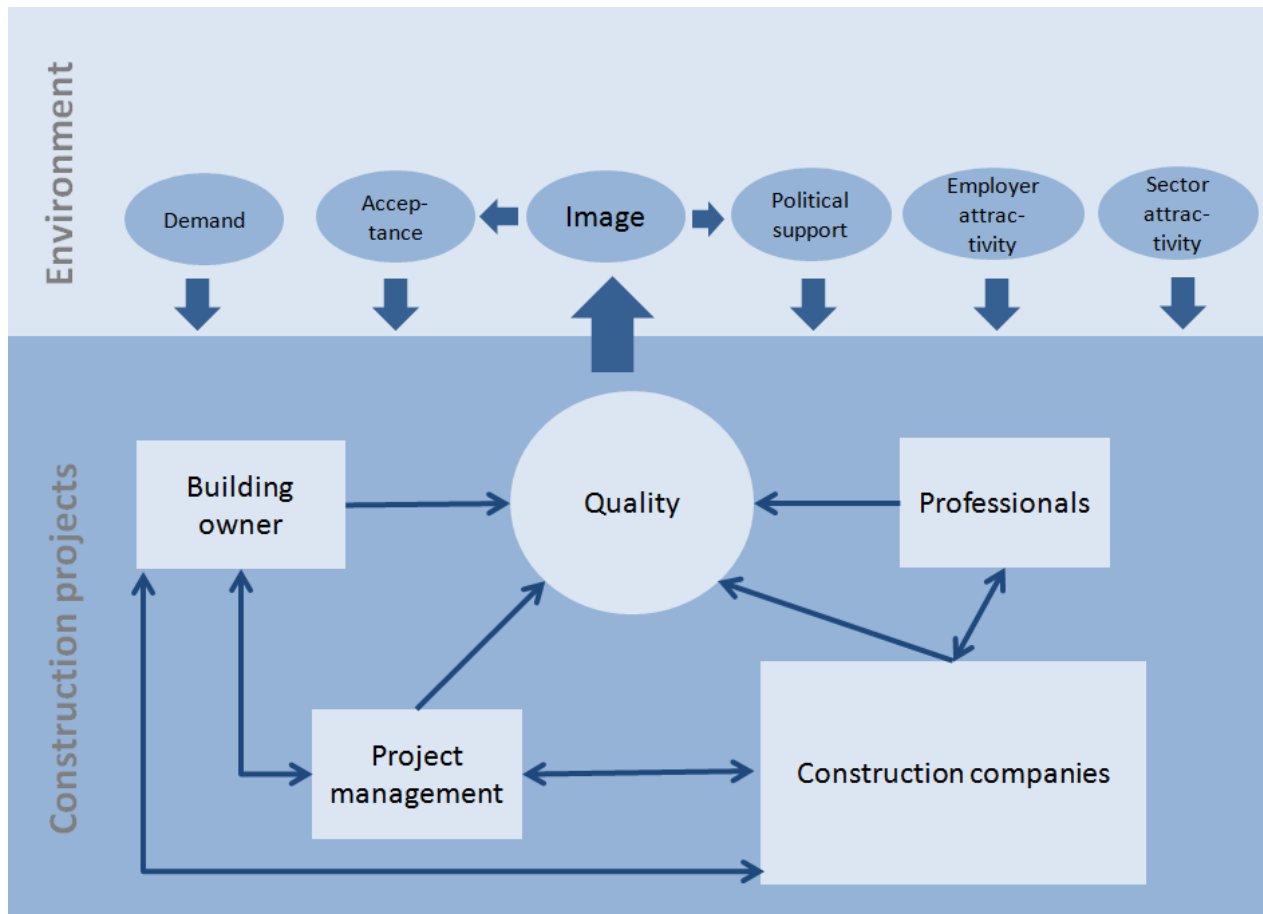 Environment
Demand
Accep-
tance
Image
Political
support
Employer
attrac-
tivity
Sector
attrac-
tivity
Construction projects
Building
owner
Quality
Professionals
Project
management
Construction companies